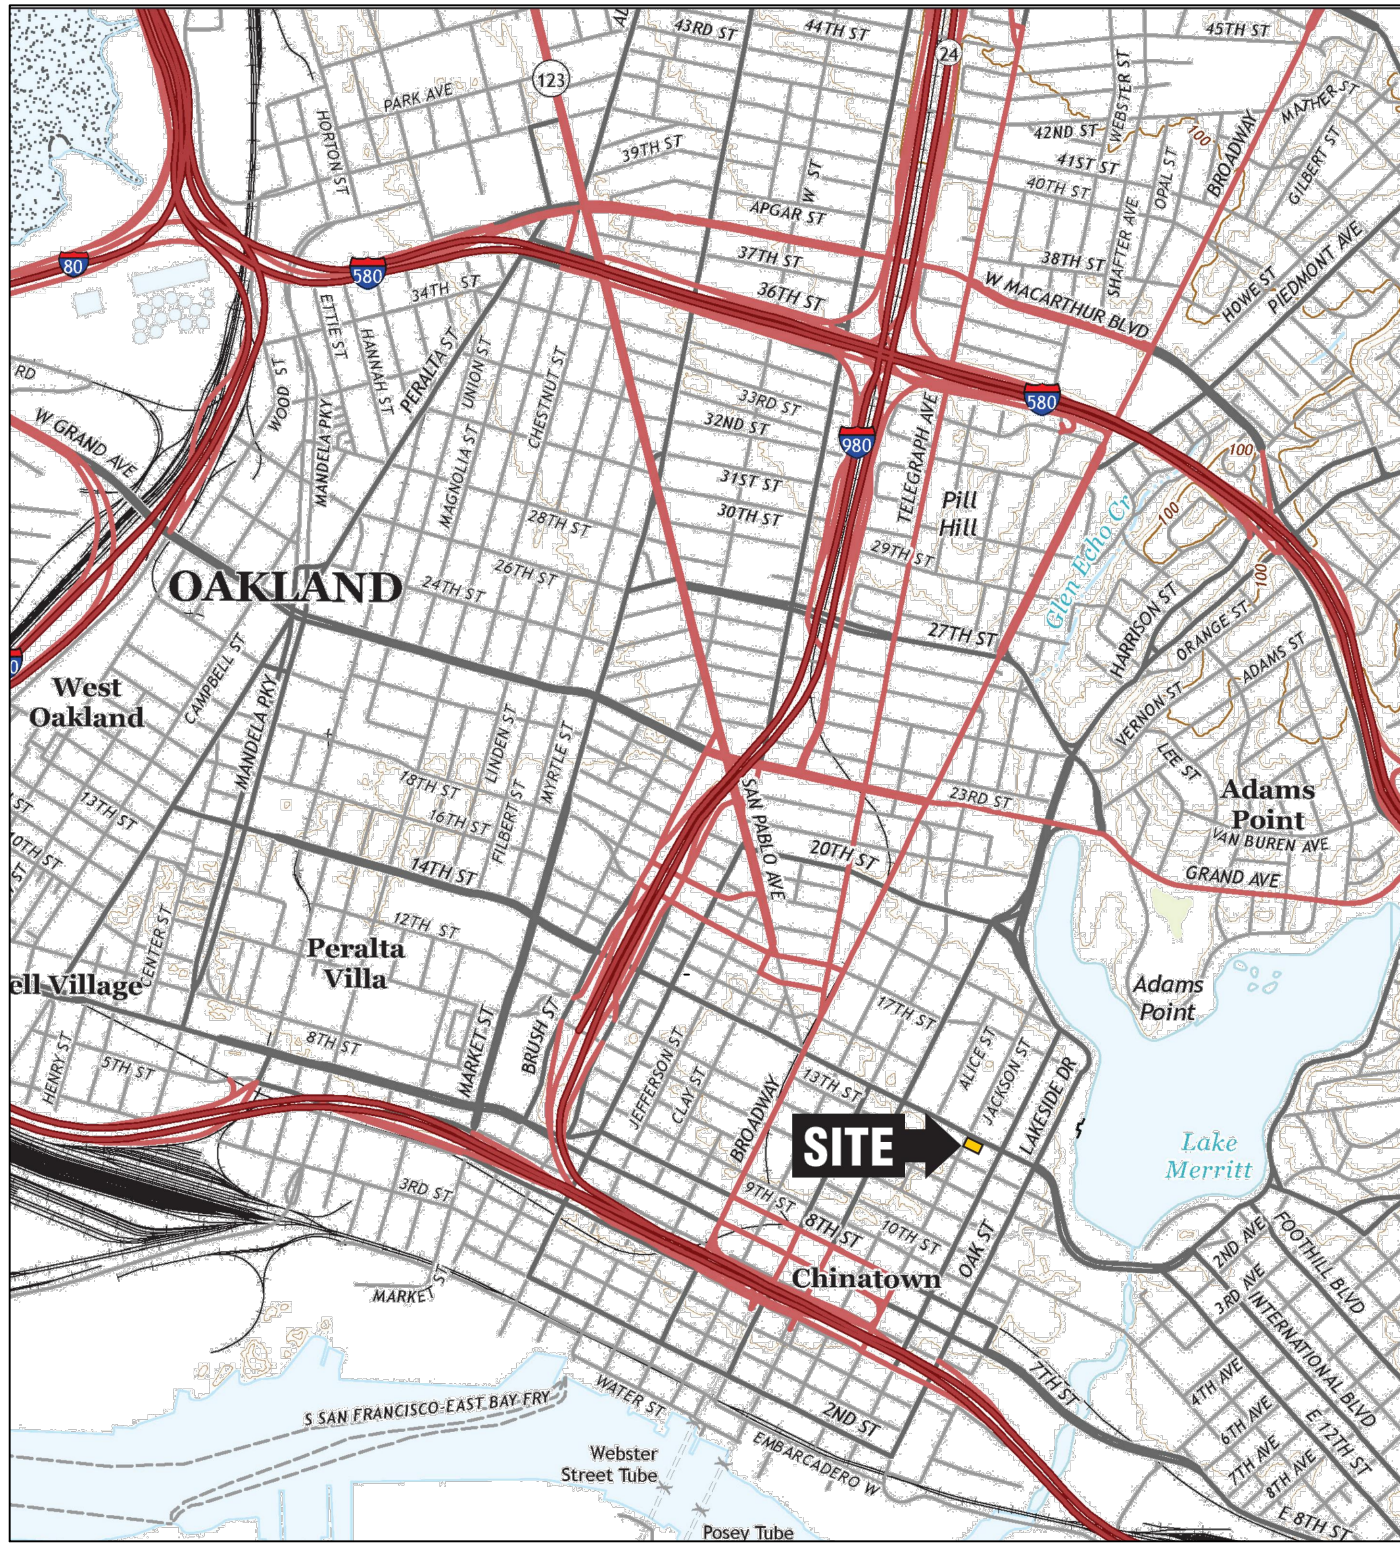 43RD ST
44TH ST
45TH ST
24
123
PARK AVE
HORTON ST
39TH ST
W ST
WEBSTER ST
MATHER ST
42ND ST
100
41ST ST
40TH ST
OPAL ST
BROADWAY
GILBERT ST
APGAR ST
SHAFTER AVE
38TH ST
37TH ST
36TH ST
80
580
34TH ST
W MACARTHUR BLVD
HOWE ST
PIEDMONT AVE
ETTIE ST
HANNAH ST
PERALTA ST
UNION ST
CHESTNUT ST
RD
WOOD ST
33RD ST
32ND ST
580
980
TELEGRAPH AVE
W GRAND AVE
MANDELA PKY
MAGNOLIA ST
31ST ST
30TH ST
28TH ST
29TH ST
Pill
Hill
100
100
100
Glen Echo Cr
OAKLAND
26TH ST
24TH ST
27TH ST
HARRISON ST
ORANGE ST
ADAMS ST
VERNON ST
LEE ST
0
West
Oakland
CAMPBELL ST
MANDELA PKY
LINDEN ST
MYRTLE ST
18TH ST
16TH ST
FILBERT ST
SAN PABLO AVE
23RD ST
Adams
Point
VAN BUREN AVE
GRAND AVE
ST
13TH ST
10TH ST
ST
14TH ST
20TH ST
12TH ST
CENTER ST
Peralta
Villa
ell Village
Adams
Point
17TH ST
HENRY ST
5TH ST
8TH ST
MARKET ST
BRUSH ST
JEFFERSON ST
CLAY ST
BROADWAY
13TH ST
ALICE ST
JACKSON ST
LAKESIDE DR
SITE
Lake
Merritt
3RD ST
9TH ST
8TH ST
10TH ST
OAK ST
Chinatown
MARKET ST
2ND AVE
FOOTHILL BLVD
3RD AVE
INTERNATIONAL BLVD
4TH AVE
6TH AVE
E 12TH ST
7TH AVE
8TH AVE
E 8TH ST
7TH ST
2ND ST
WATER ST
EMBARCADERO W
S SAN FRANCISCO-EAST BAY FRY
Webster
Street Tube
Posey Tube